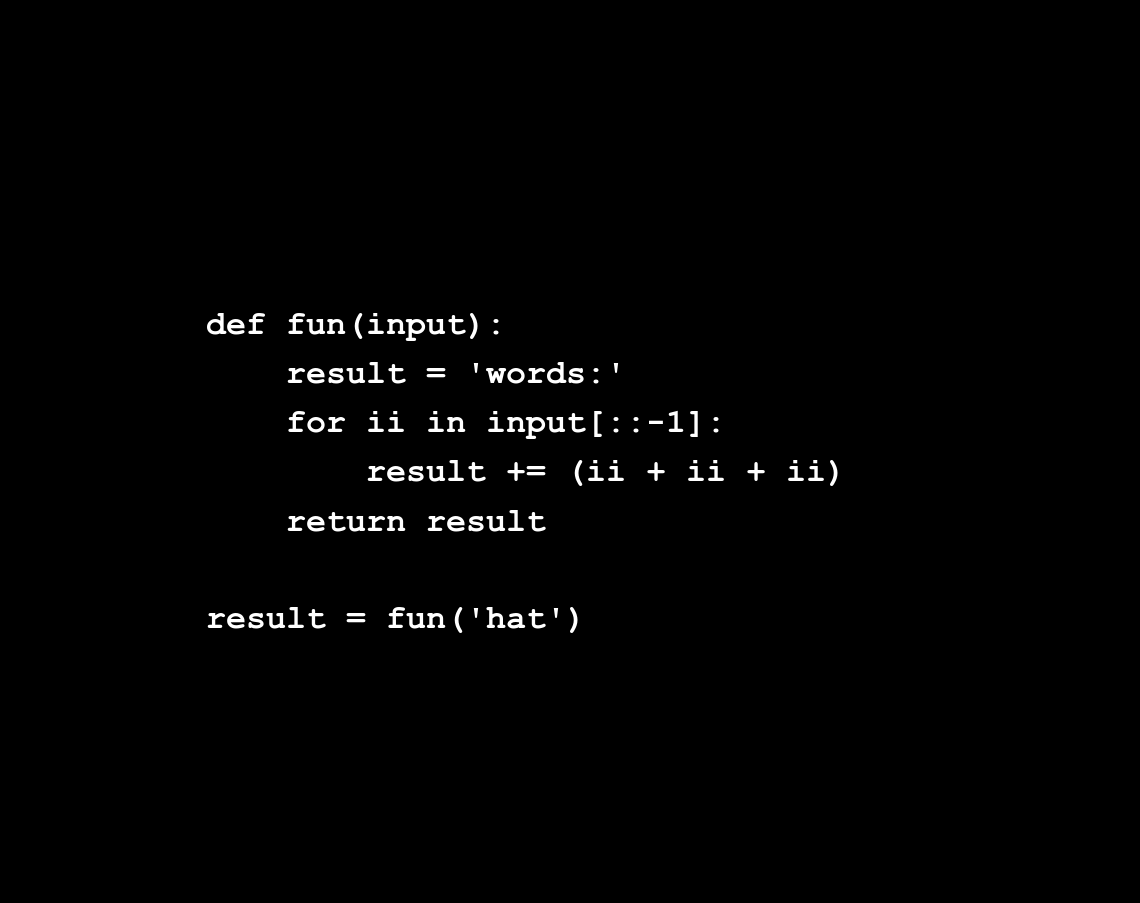 def fun(input):
    result = 'words:'
    for ii in input[::-1]:
        result += (ii + ii + ii)
    return result

result = fun('hat')